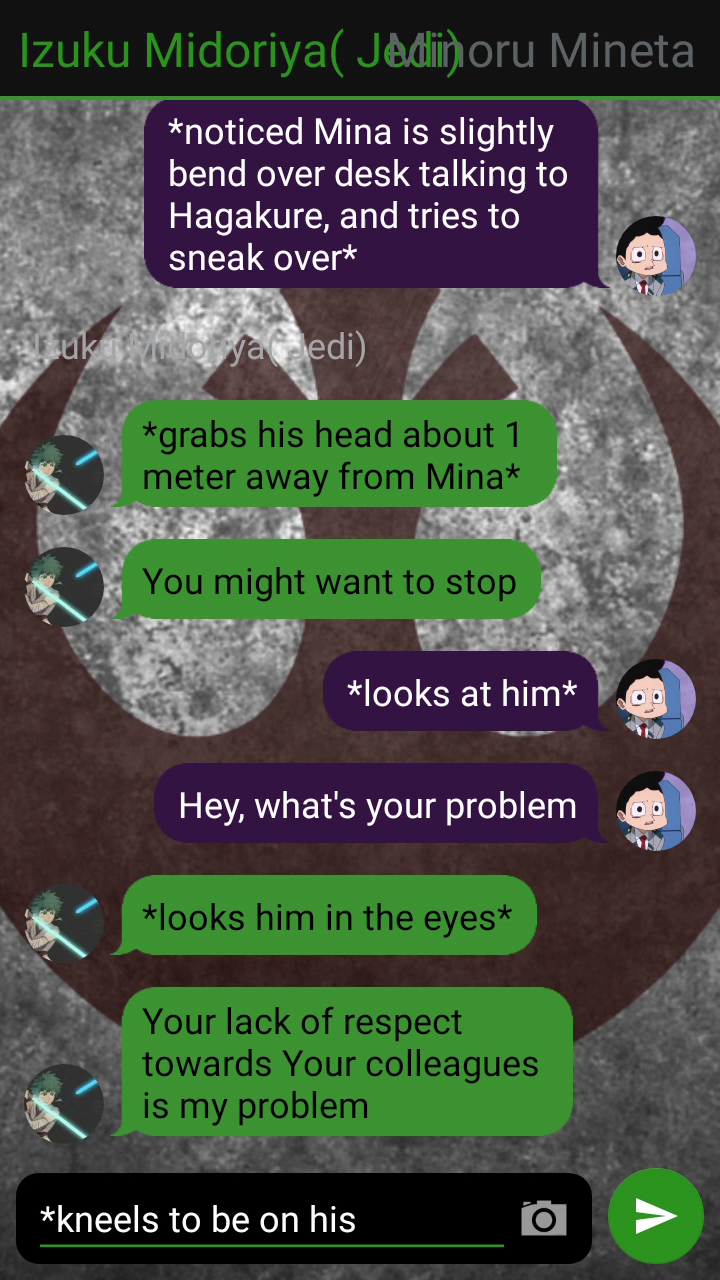 Izuku Midoriya( Jedi) Minoru Mineta
*noticed Mina is slightly
bend over desk talking to
Hagakure, and tries to
sneak over*
Izuku Midoriya( Jedi)
*grabs his head about 1
meter away from Mina*
You might want to stop
*looks at him*
Hey, what's your problem
*looks him in the eyes*
Your lack of respect
towards Your colleagues
is my problem
*kneels to be on his